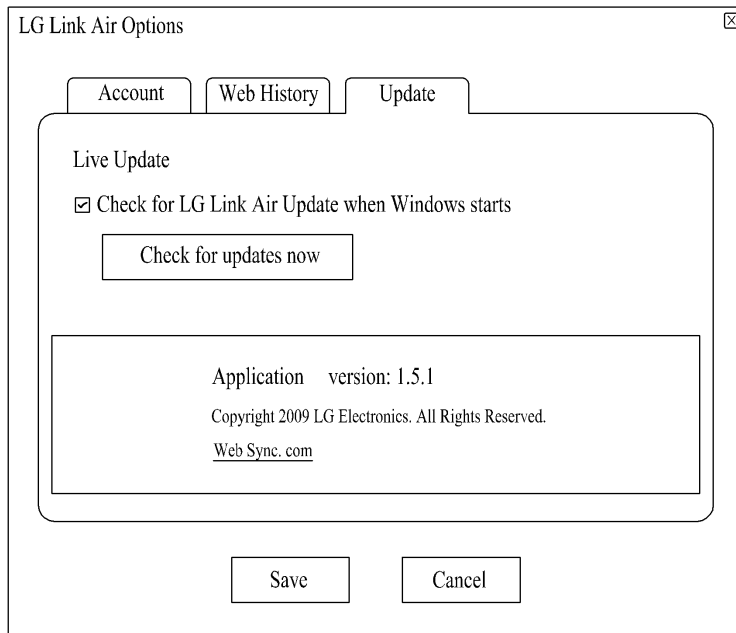 LG Link Air Options
Account Web History Update
Live Update
Check for LG Link Air Update when Windows starts
Check for updates now
Application version: 1.5.1
Copyright 2009 LG Electronics. All Rights Reserved.
Web Sync. com
Save Cancel